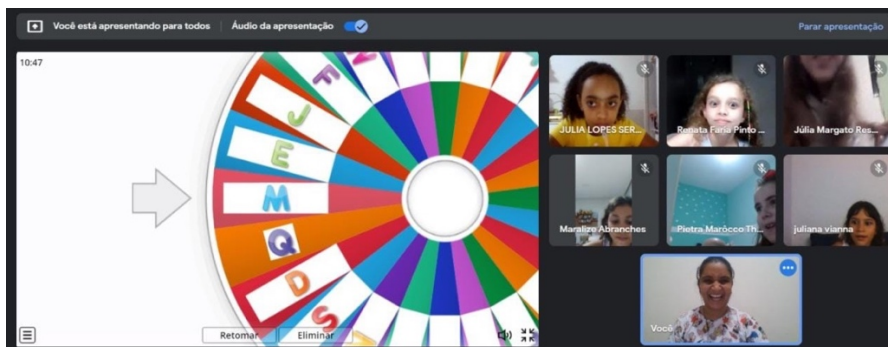 Você está apresentando para todos
Áudio da apresentação
Parar apresentação
10:47
F
J
E
M
Q
D
S
Retomar
Eliminar
JULIA LOPES SER...
Renata Faria Pinto ...
Júlia Margato Res...
Maralize Abranches
Pietra Marôcco Th...
juliana vianna
Você